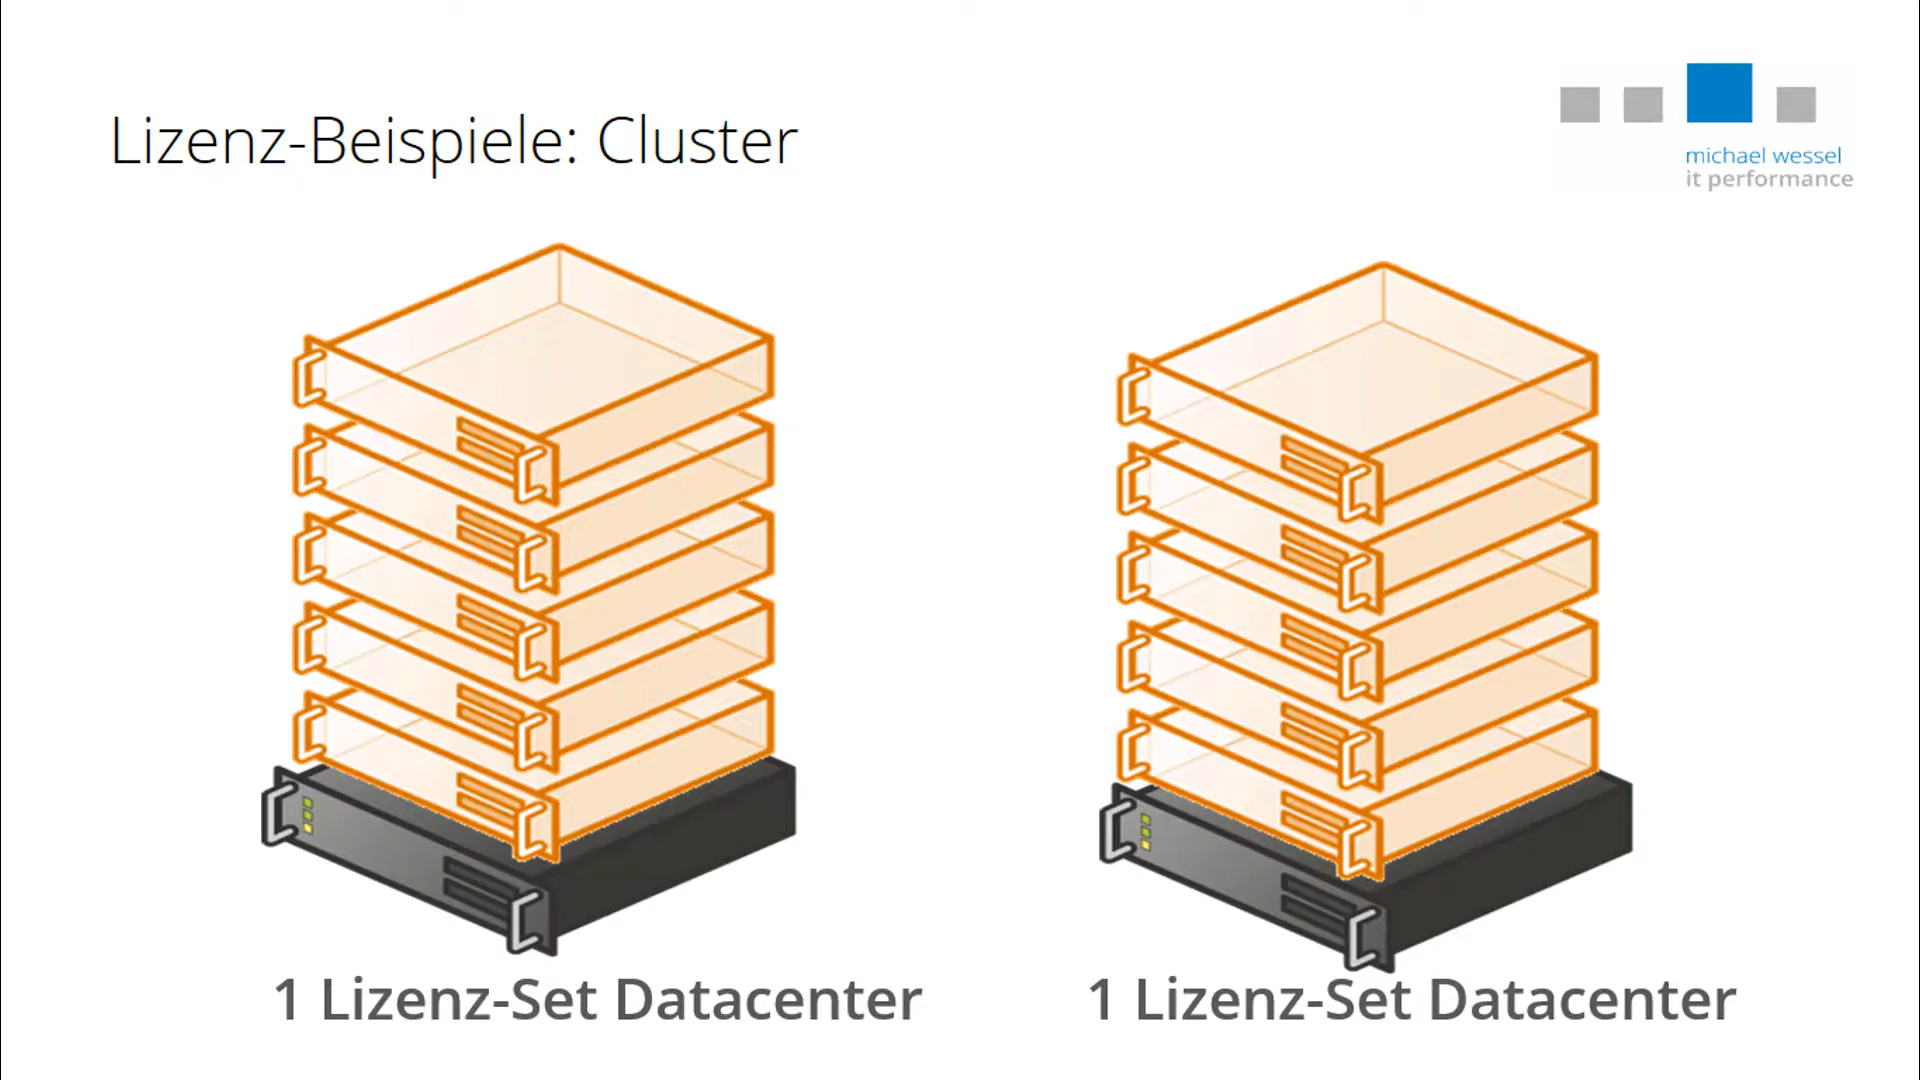 Lizenz-Beispiele: Cluster
michael wessel
it performance
1 Lizenz-Set Datacenter
1 Lizenz-Set Datacenter